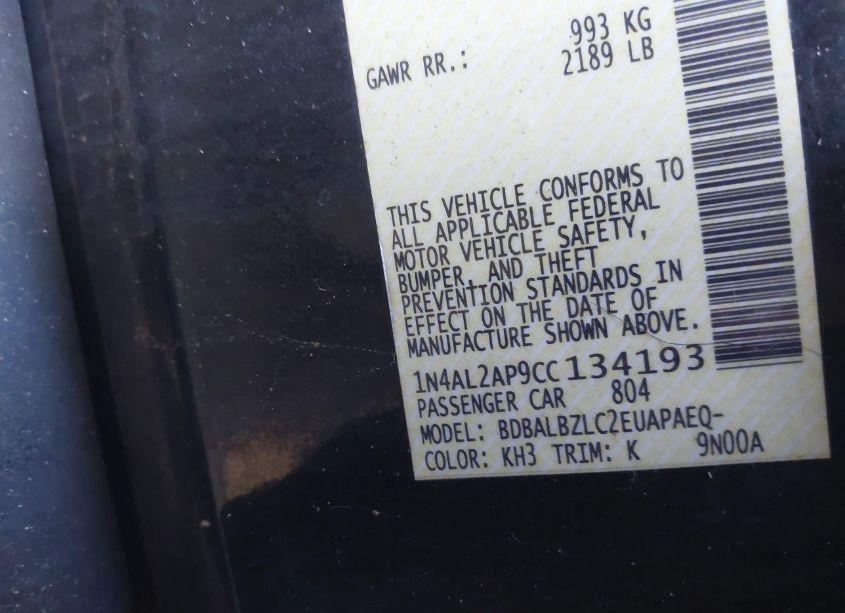 993 KG
GAWR RR.: 2189 LB
THIS VEHICLE CONFORMS TO
ALL APPLICABLE FEDERAL
MOTOR VEHICLE SAFETY,
BUMPER, AND THEFT
PREVENTION STANDARDS IN
EFFECT ON THE DATE OF
MANUFACTURE SHOWN ABOVE.
1N4AL2AP9CC134193
PASSENGER CAR 804
MODEL: BDBALBZLC2EUAPAEQ-
COLOR: KH3 TRIM: K 9N00A